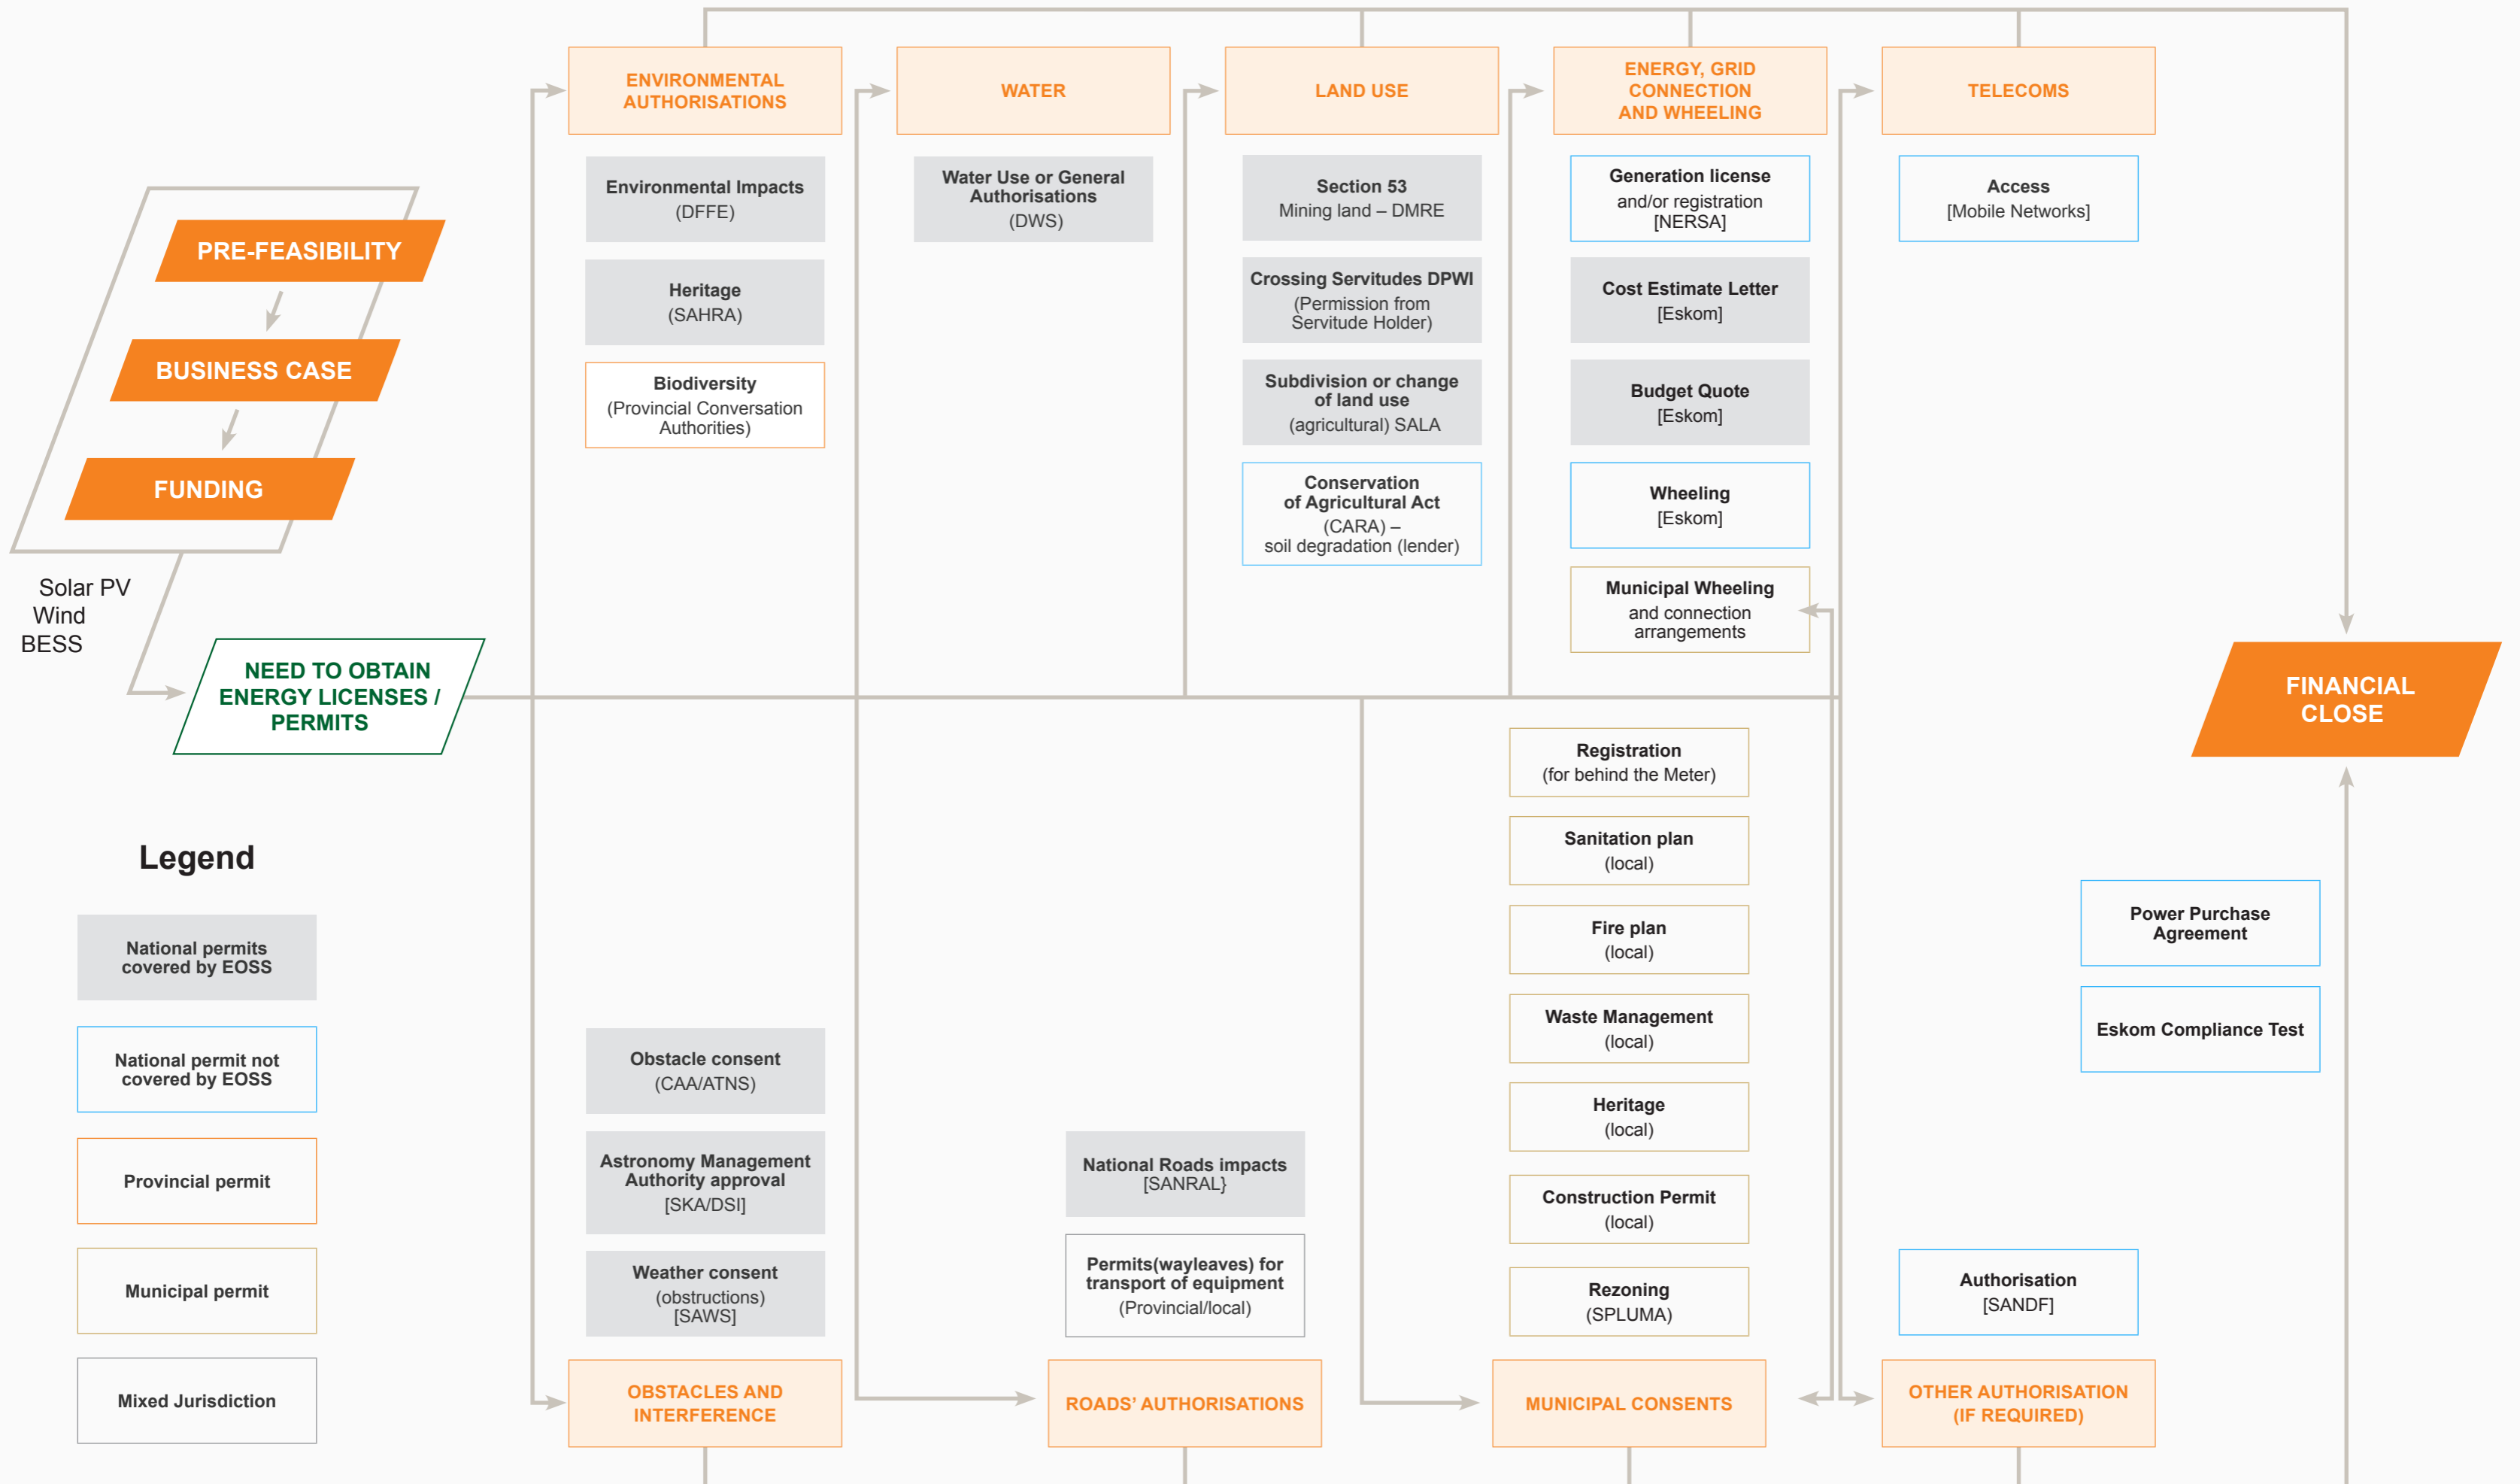 PRE-FEASIBILITY
BUSINESS CASE
FUNDING
Solar PV
Wind
BESS
NEED TO OBTAIN
ENERGY LICENSES /
PERMITS
ENVIRONMENTAL
AUTHORISATIONS
Environmental Impacts
(DFFE)
Heritage
(SAHRA)
Biodiversity
(Provincial Conversation
Authorities)
WATER
Water Use or General
Authorisations
(DWS)
LAND USE
Section 53
Mining land – DMRE
Crossing Servitudes DPWI
(Permission from
Servitude Holder)
Subdivision or change
of land use
(agricultural) SALA
Conservation
of Agricultural Act
(CARA) –
soil degradation (lender)
ENERGY, GRID
CONNECTION
AND WHEELING
Generation license
and/or registration
[NERSA]
Cost Estimate Letter
[Eskom]
Budget Quote
[Eskom]
Wheeling
[Eskom]
Municipal Wheeling
and connection
arrangements
TELECOMS
Access
[Mobile Networks]
FINANCIAL
CLOSE
Legend
National permits
covered by EOSS
National permit not
covered by EOSS
Provincial permit
Municipal permit
Mixed Jurisdiction
Obstacle consent
(CAA/ATNS)
Astronomy Management
Authority approval
[SKA/DSI]
Weather consent
(obstructions)
[SAWS]
OBSTACLES AND
INTERFERENCE
National Roads impacts
[SANRAL}
Permits(wayleaves) for
transport of equipment
(Provincial/local)
ROADS’ AUTHORISATIONS
Registration
(for behind the Meter)
Sanitation plan
(local)
Fire plan
(local)
Waste Management
(local)
Heritage
(local)
Construction Permit
(local)
Rezoning
(SPLUMA)
MUNICIPAL CONSENTS
Power Purchase
Agreement
Eskom Compliance Test
Authorisation
[SANDF]
OTHER AUTHORISATION
(IF REQUIRED)